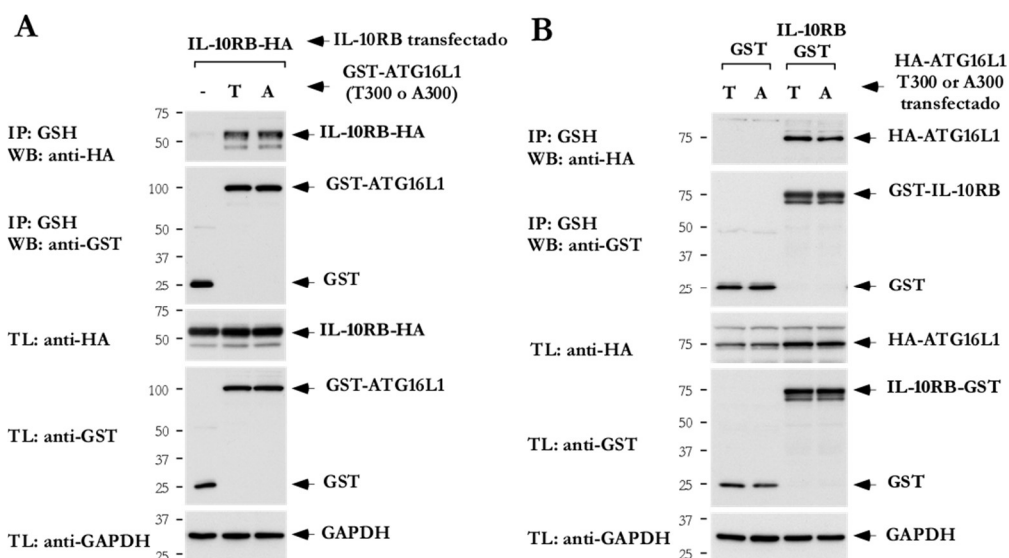 A
IL-10RB-HA
IL-10RB transfectado
GST-ATG16L1
(T300 o A300)
- T A
IP: GSH
WB: anti-HA
75
50
IL-10RB-HA
IP: GSH
WB: anti-GST
100
50
37
25
GST-ATG16L1
GST
TL: anti-HA
75
50
IL-10RB-HA
TL: anti-GST
100
50
37
25
GST-ATG16L1
GST
TL: anti-GAPDH
37
25
GAPDH
B
GST
IL-10RB
GST
T A T A
HA-ATG16L1
T300 or A300
transfectado
IP: GSH
WB: anti-HA
75
HA-ATG16L1
IP: GSH
WB: anti-GST
75
50
37
25
GST-IL-10RB
GST
TL: anti-HA
75
HA-ATG16L1
TL: anti-GST
75
50
37
25
IL-10RB-GST
GST
TL: anti-GAPDH
37
25
GAPDH